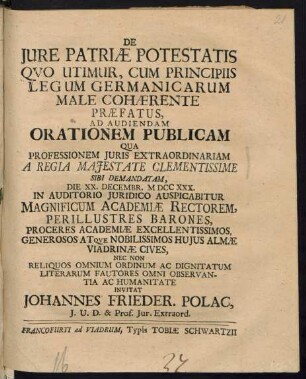 DE
JURE PATRIÆ POTESTATIS
QVO UTIMUR, CUM PRINCIPIIS
LEGUM GERMANICARUM
MALE COHÆRENTE
PRÆFATUS,
AD AUDIENDAM
ORATIONEM PUBLICAM
QUA
PROFESSIONEM JURIS EXTRAORDINARIAM
A REGIA MAJESTATE CLEMENTISSIME
SIBI DEMANDATAM,
DIE XX. DECEMBR. M DCC XXX.
IN AUDITORIO JURIDICO AUSPICABITUR
MAGNIFICUM ACADEMIÆ RECTOREM,
PERILLUSTRES BARONES,
PROCERES ACADEMIÆ EXCELLENTISSIMOS,
GENEROSOS ATQVE NOBILISSIMOS HUJUS ALMÆ
VIADRINÆ CIVES,
NEC NON
RELIQUOS OMNIUM ORDINUM AC DIGNITATUM
LITERARUM FAUTORES OMNI OBSERVAN-
TIA AC HUMANITATE
INVITAT
JOHANNES FRIEDER. POLAC,
J. U. D. & Prof. Jur. Extraord.
FRANCOFURTI ad VIADRUM, Typis TOBIÆ SCHWARTZII